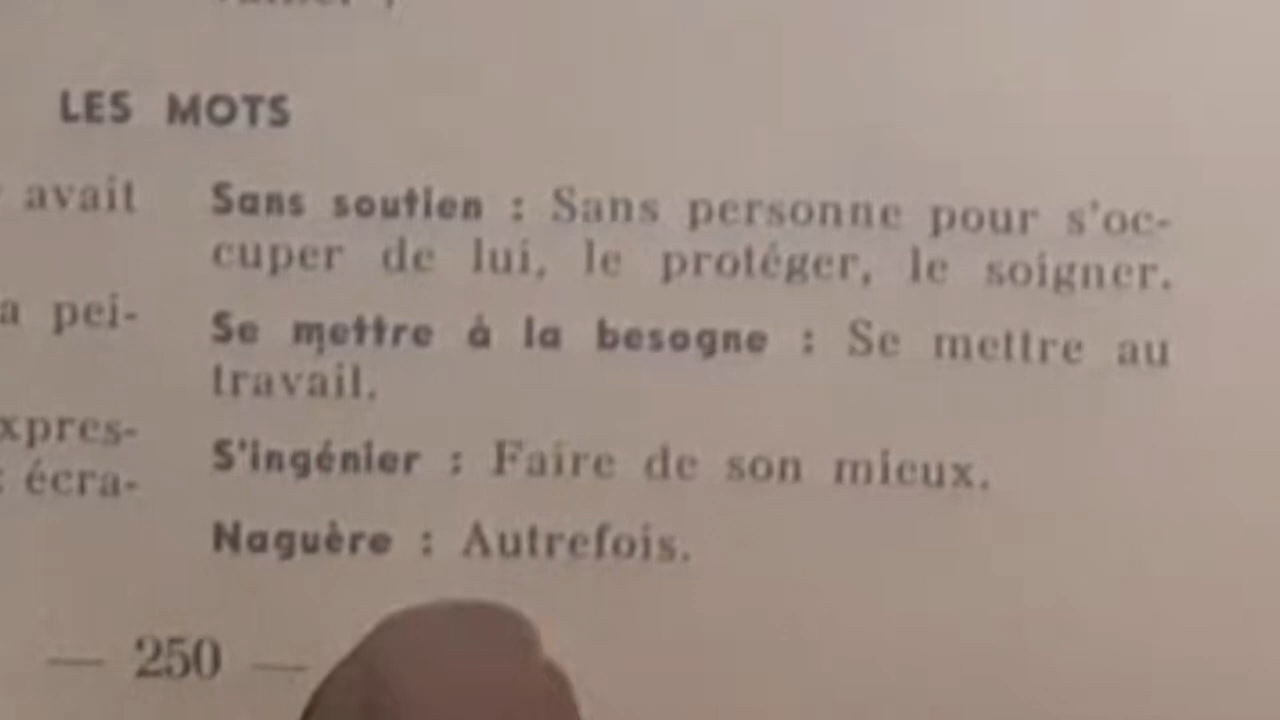 LES MOTS
avait
Sans soutien : Sans personne pour s'oc-
cuper de lui, le protéger, le soigner.
a pei-
Se mettre à la besogne : Se mettre au
travail.
xpres-
écra-
S'ingénier : Faire de son mieux.
Naguère : Autrefois.
— 250 —